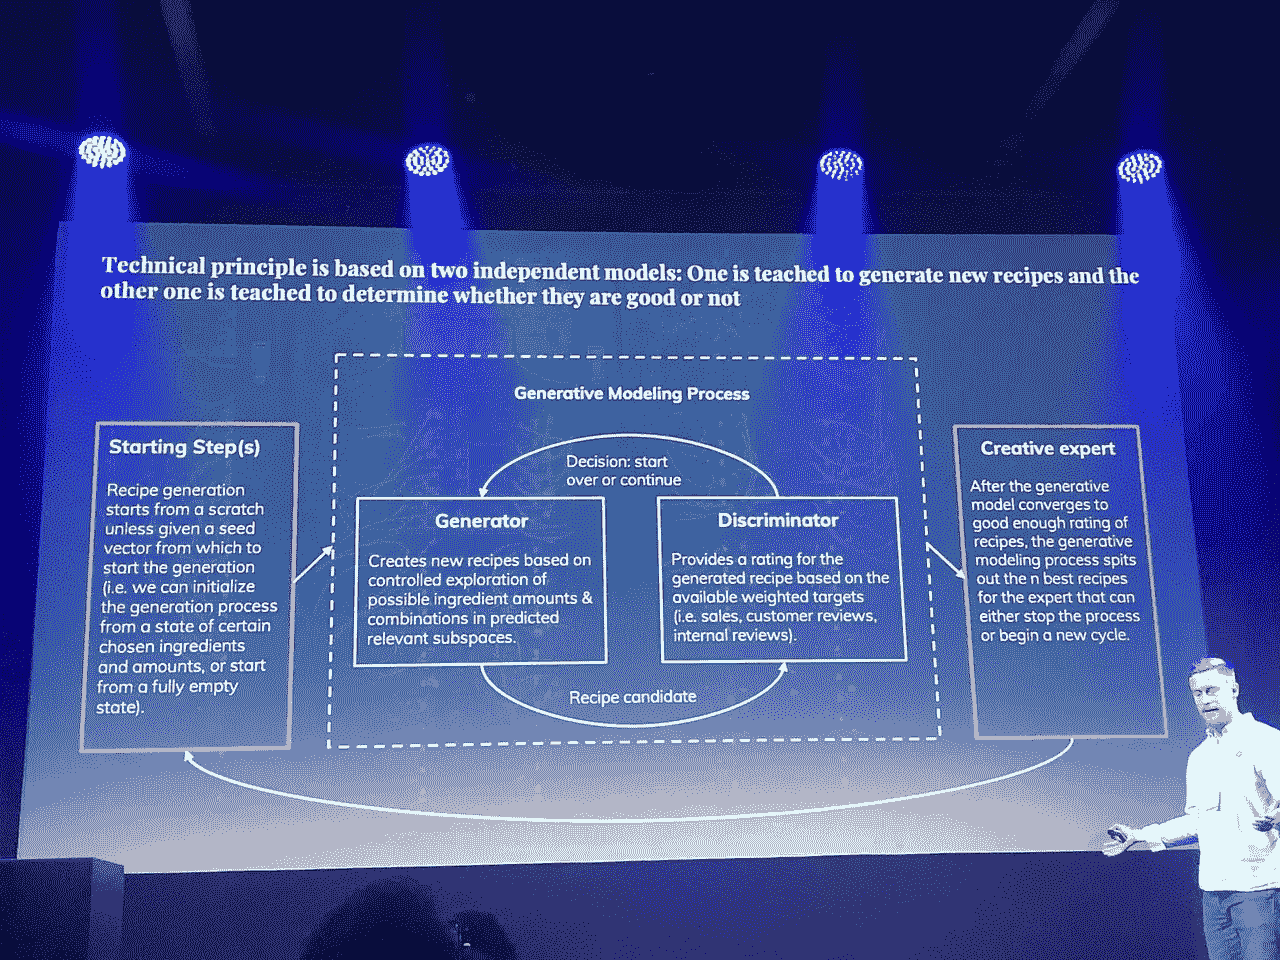 Technical principle is based on two independent models: One is teached to generate new recipes and the
other one is teached to determine whether they are good or not
Generative Modeling Process
Starting Step(s)
Recipe generation
starts from a scratch
unless given a seed
vector from which to
start the generation
(i.e. we can initialize
the generation process
from a state of certain
chosen ingredients
and amounts, or start
from a fully empty
state).
Decision: start
over or continue
Generator
Creates new recipes based on
controlled exploration of
possible ingredient amounts &
combinations in predicted
relevant subspaces.
Discriminator
Provides a rating for the
generated recipe based on the
available weighted targets
(i.e. sales, customer reviews,
internal reviews).
Recipe candidate
Creative expert
After the generative
model converges to
good enough rating of
recipes, the generative
modeling process spits
out the n best recipes
for the expert that can
either stop the process
or begin a new cycle.